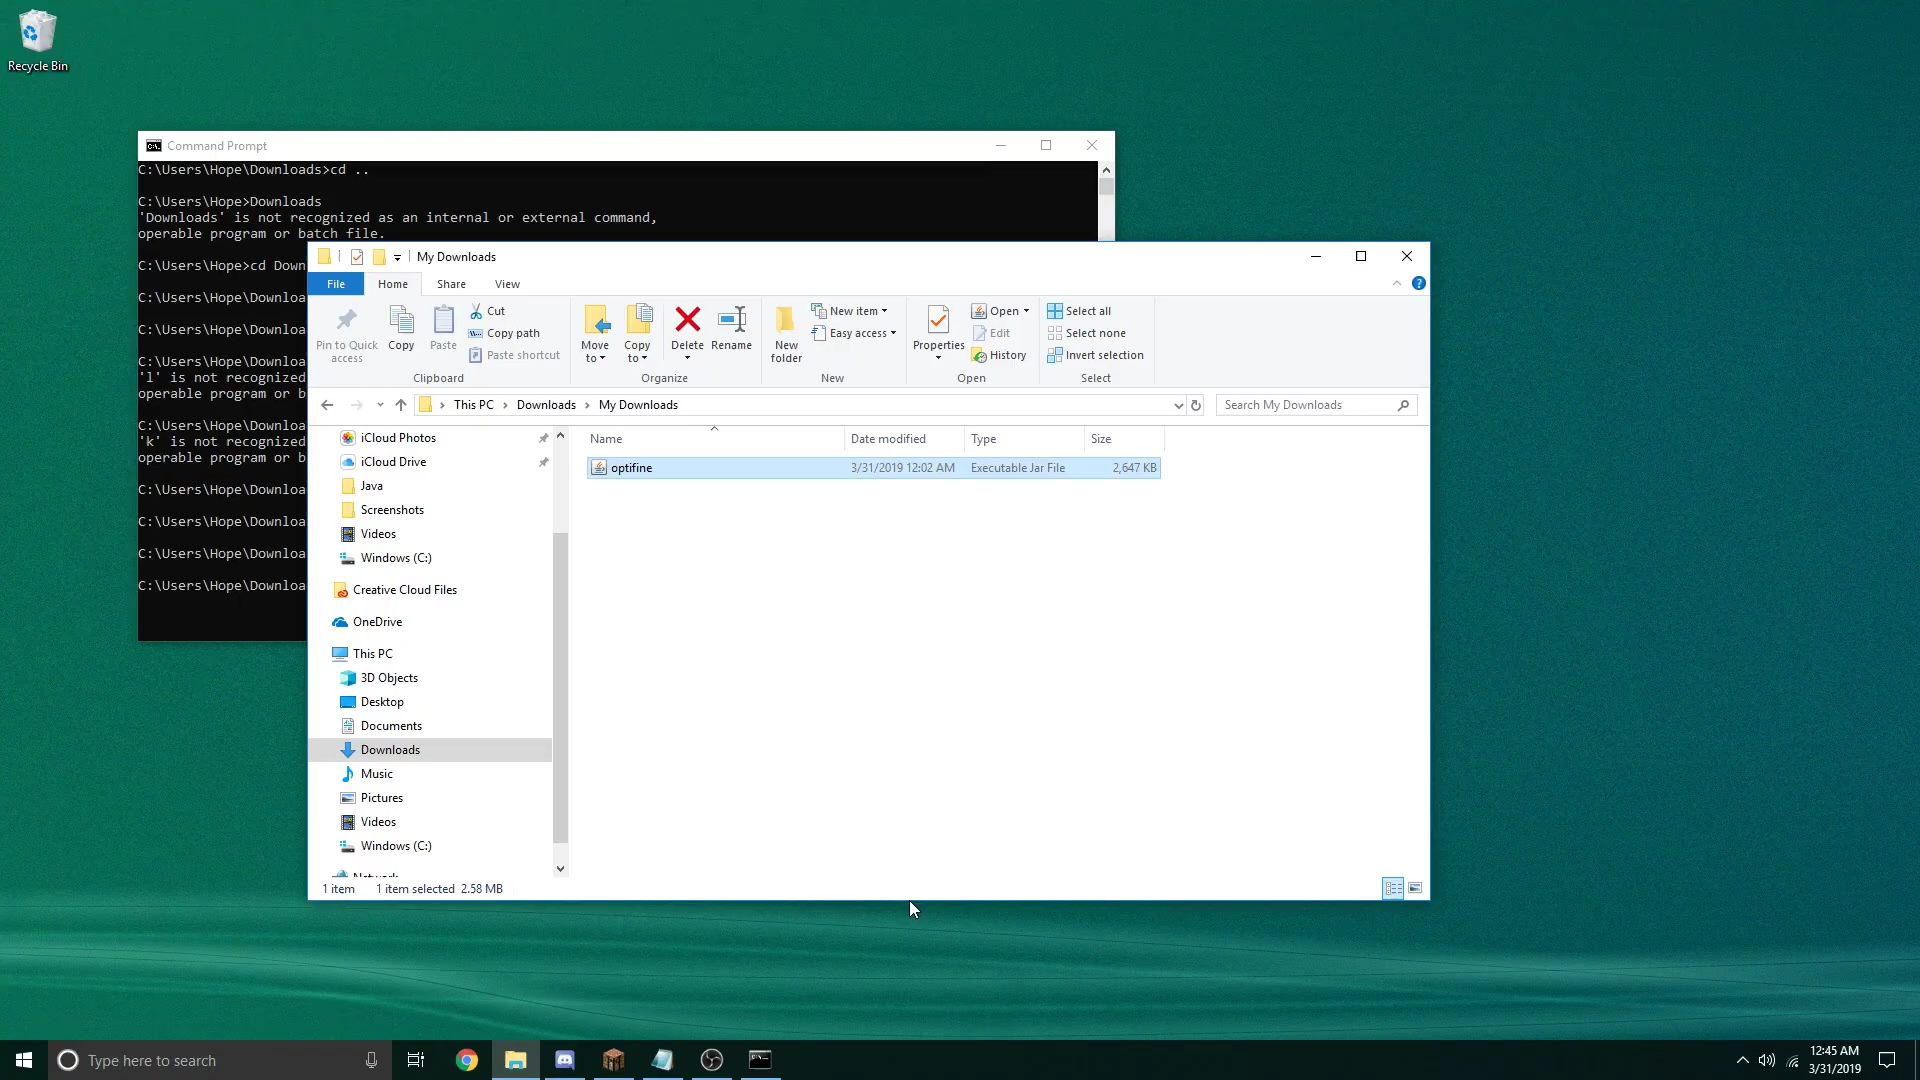 Recycle Bin
Command Prompt
C:\Users\Hope\Downloads>cd ..
C:\Users\Hope>Downloads
'Downloads' is not recognized as an internal or external command,
operable program or batch file.
C:\Users\Hope>cd Down
C:\Users\Hope\Downloa
C:\Users\Hope\Downloa
C:\Users\Hope\Downloa
'l' is not recognized
operable program or b
C:\Users\Hope\Downloa
'k' is not recognized
operable program or b
C:\Users\Hope\Downloa
C:\Users\Hope\Downloa
C:\Users\Hope\Downloa
C:\Users\Hope\Downloa
My Downloads
File Home Share View
Pin to Quick access
Copy
Paste
Cut
Copy path
Paste shortcut
Clipboard
Move to
Copy to
Delete
Rename
Organize
New folder
New item
Easy access
New
Properties
Open
Edit
History
Open
Select all
Select none
Invert selection
Select
This PC > Downloads > My Downloads
Search My Downloads
iCloud Photos
iCloud Drive
Java
Screenshots
Videos
Windows (C:)
Creative Cloud Files
OneDrive
This PC
3D Objects
Desktop
Documents
Downloads
Music
Pictures
Videos
Windows (C:)
Network
Name Date modified Type Size
optifine 3/31/2019 12:02 AM Executable Jar File 2,647 KB
1 item 1 item selected 2.58 MB
Type here to search
12:45 AM
3/31/2019